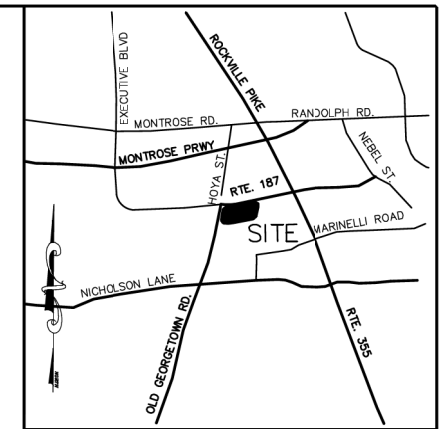 EXECUTIVE BLVD
ROCKVILLE PIKE
MONTROSE RD.
RANDOLPH RD.
MONTROSE PRWY
HOYA ST.
NEBEL ST.
RTE. 187
SITE
MARINELLI ROAD
NICHOLSON LANE
OLD GEORGETOWN RD.
RTE. 355